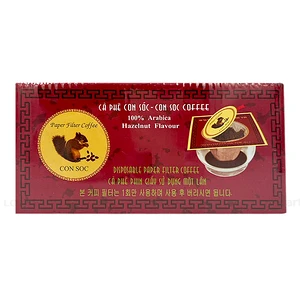 CÀ PHÊ CON SÓC - CON SOC COFFEE
100% Arabica
Hazelnut Flavour
Paper Filter Coffee
CON SOC
DISPOSABLE PAPER FILTER COFFEE
CÀ PHÊ PHIN GIẤY SỬ DỤNG MỘT LẦN
본 커피 필터는 1회만 사용하며 사용 후 버리시면 됩니다.